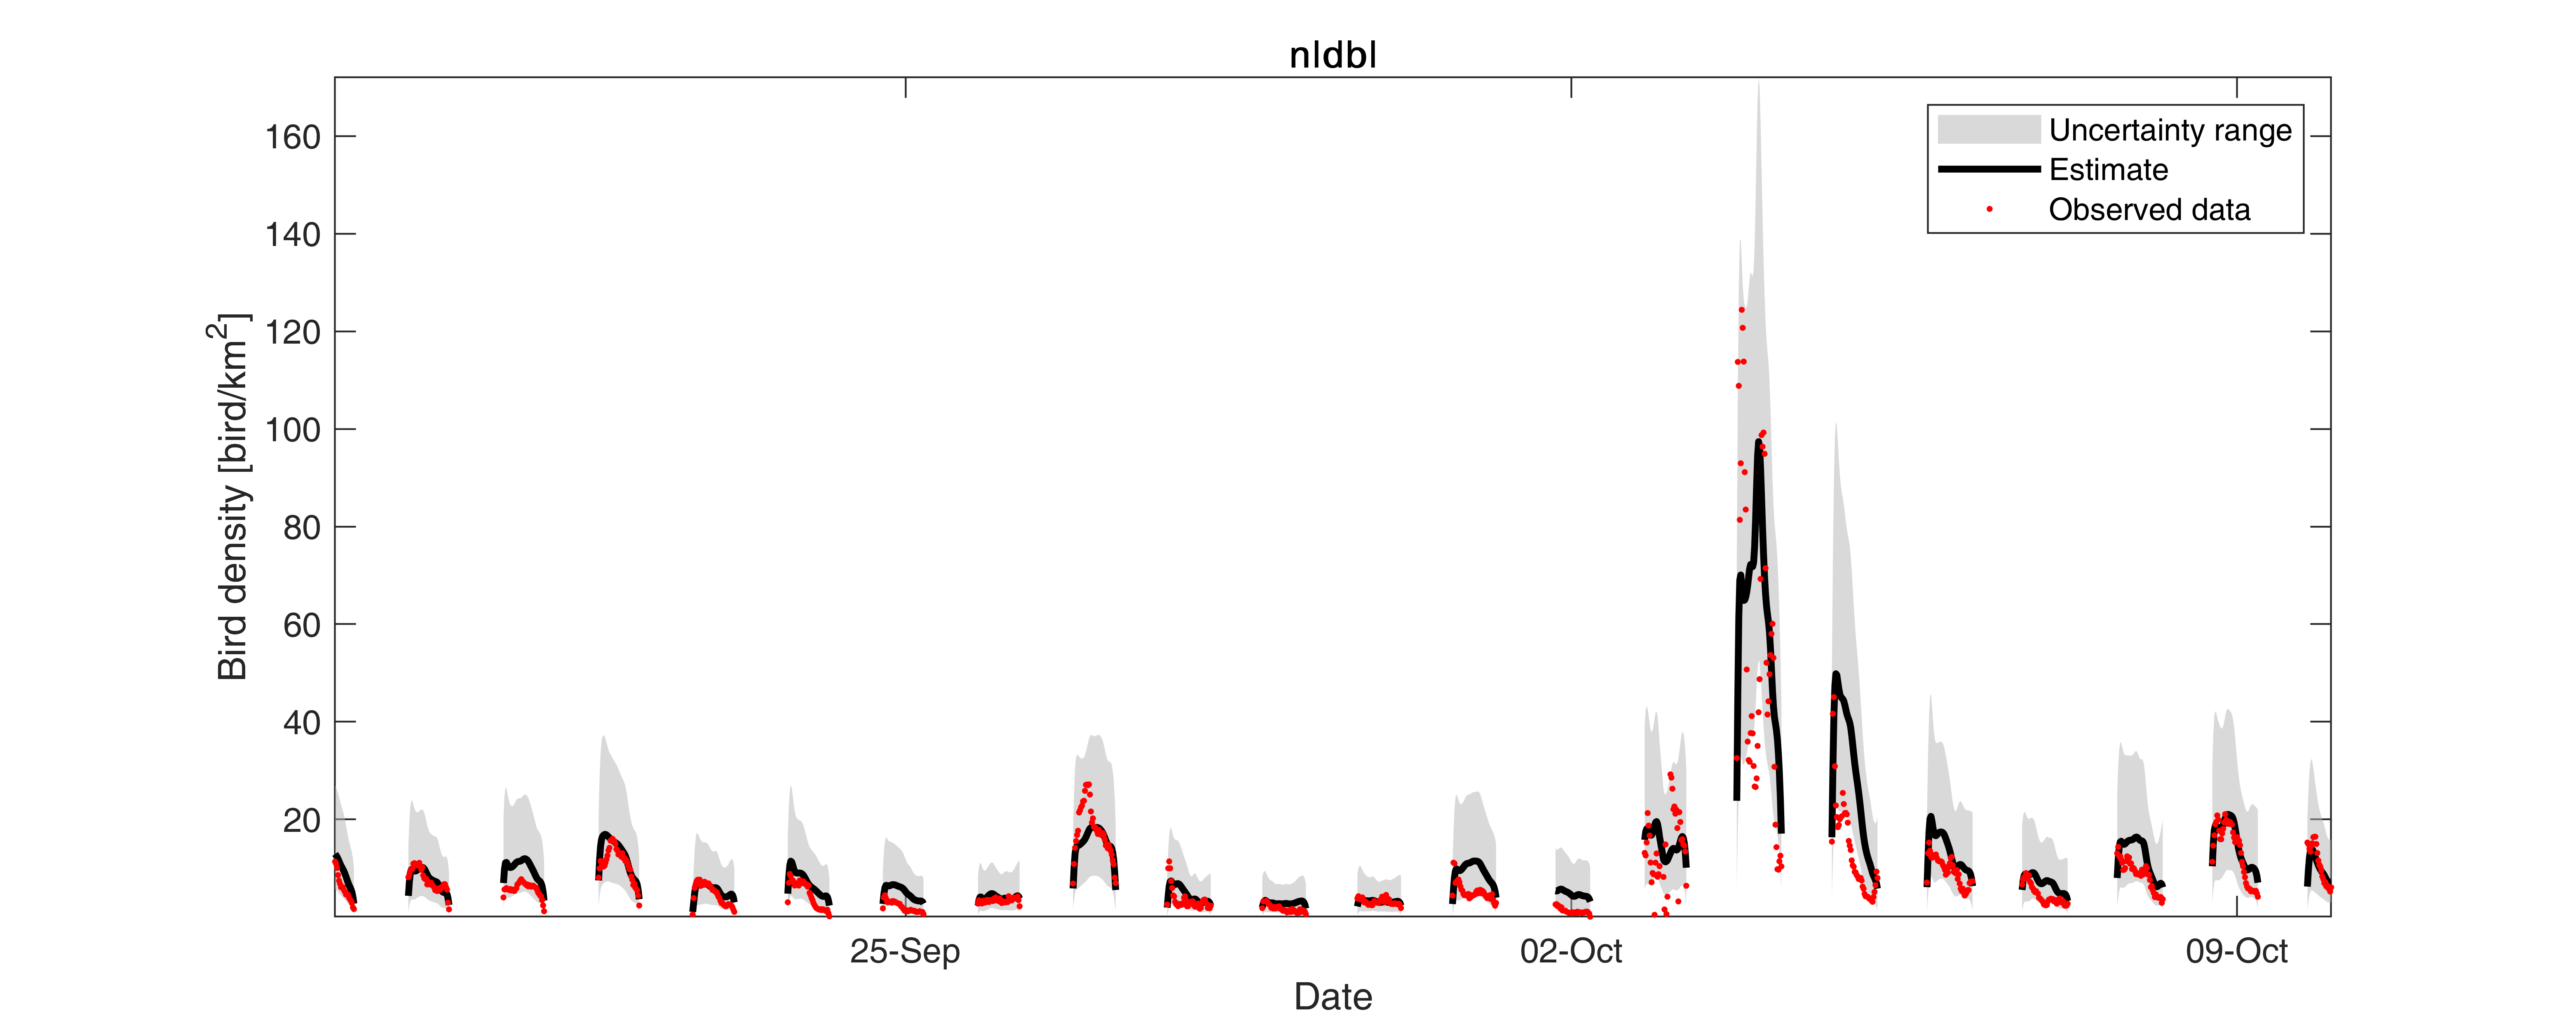 nldbl
160
140
120
100
80
60
40
20
Bird density [bird/km²]
Uncertainty range
Estimate
Observed data
25-Sep
02-Oct
09-Oct
Date